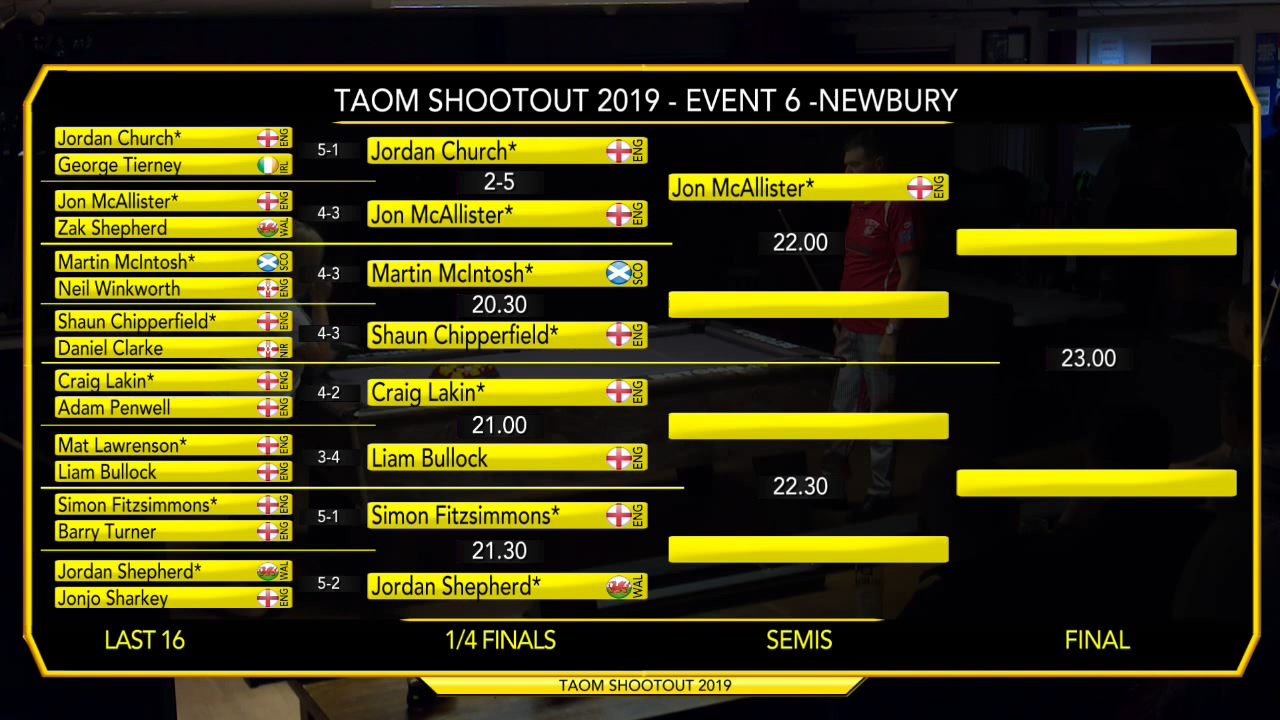 TAOM SHOOTOUT 2019 - EVENT 6 -NEWBURY
Jordan Church* ENG
George Tierney IRL
5-1
Jon McAllister* ENG
Zak Shepherd WAL
4-3
Martin McIntosh* SCO
Neil Winkworth ENG
4-3
Shaun Chipperfield* ENG
Daniel Clarke NIR
4-3
Craig Lakin* ENG
Adam Penwell ENG
4-2
Mat Lawrenson* ENG
Liam Bullock ENG
3-4
Simon Fitzsimmons* ENG
Barry Turner ENG
5-1
Jordan Shepherd* WAL
Jonjo Sharkey ENG
5-2
LAST 16
Jordan Church* ENG
2-5
Jon McAllister* ENG
Martin McIntosh* SCO
20.30
Shaun Chipperfield* ENG
Craig Lakin* ENG
21.00
Liam Bullock ENG
Simon Fitzsimmons* ENG
21.30
Jordan Shepherd* WAL
1/4 FINALS
Jon McAllister* ENG
22.00
22.30
SEMIS
23.00
FINAL
TAOM SHOOTOUT 2019